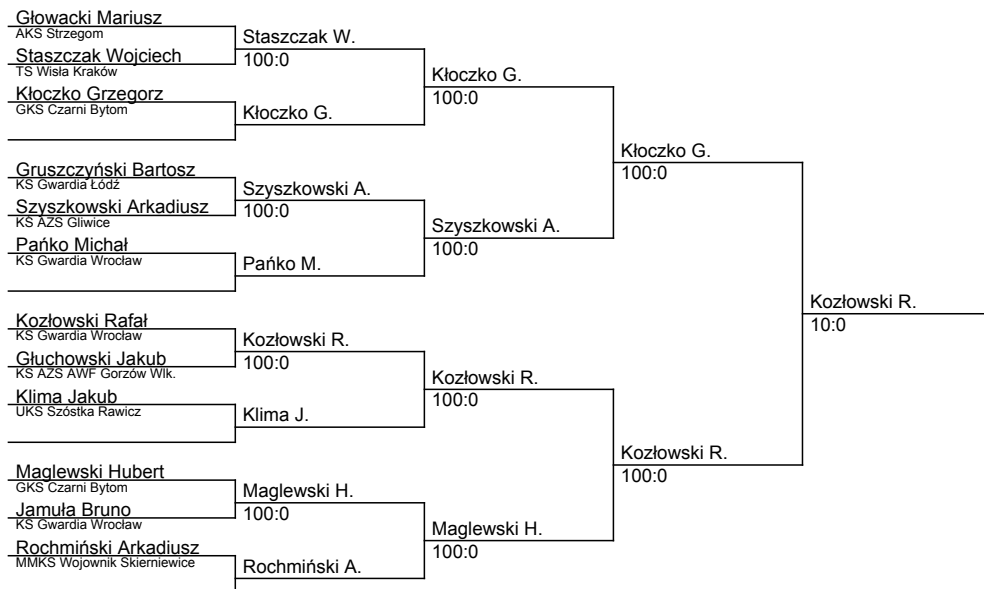 Głowacki Mariusz
AKS Strzegom
Staszczak Wojciech
TS Wisła Kraków
Kłoczko Grzegorz
GKS Czarni Bytom
Gruszczyński Bartosz
KS Gwardia Łódź
Szyszkowski Arkadiusz
KS AZS Gliwice
Pańko Michał
KS Gwardia Wrocław
Kozłowski Rafał
KS Gwardia Wrocław
Głuchowski Jakub
KS AZS AWF Gorzów Wlk.
Klima Jakub
UKS Szóstka Rawicz
Maglewski Hubert
GKS Czarni Bytom
Jamuła Bruno
KS Gwardia Wrocław
Rochmiński Arkadiusz
MMKS Wojownik Skierniewice
Staszczak W.
100:0
Kłoczko G.
Szyszkowski A.
100:0
Pańko M.
Kozłowski R.
100:0
Klima J.
Maglewski H.
100:0
Rochmiński A.
Kłoczko G.
100:0
Szyszkowski A.
100:0
Kozłowski R.
100:0
Maglewski H.
100:0
Kłoczko G.
100:0
Kozłowski R.
100:0
Kozłowski R.
10:0